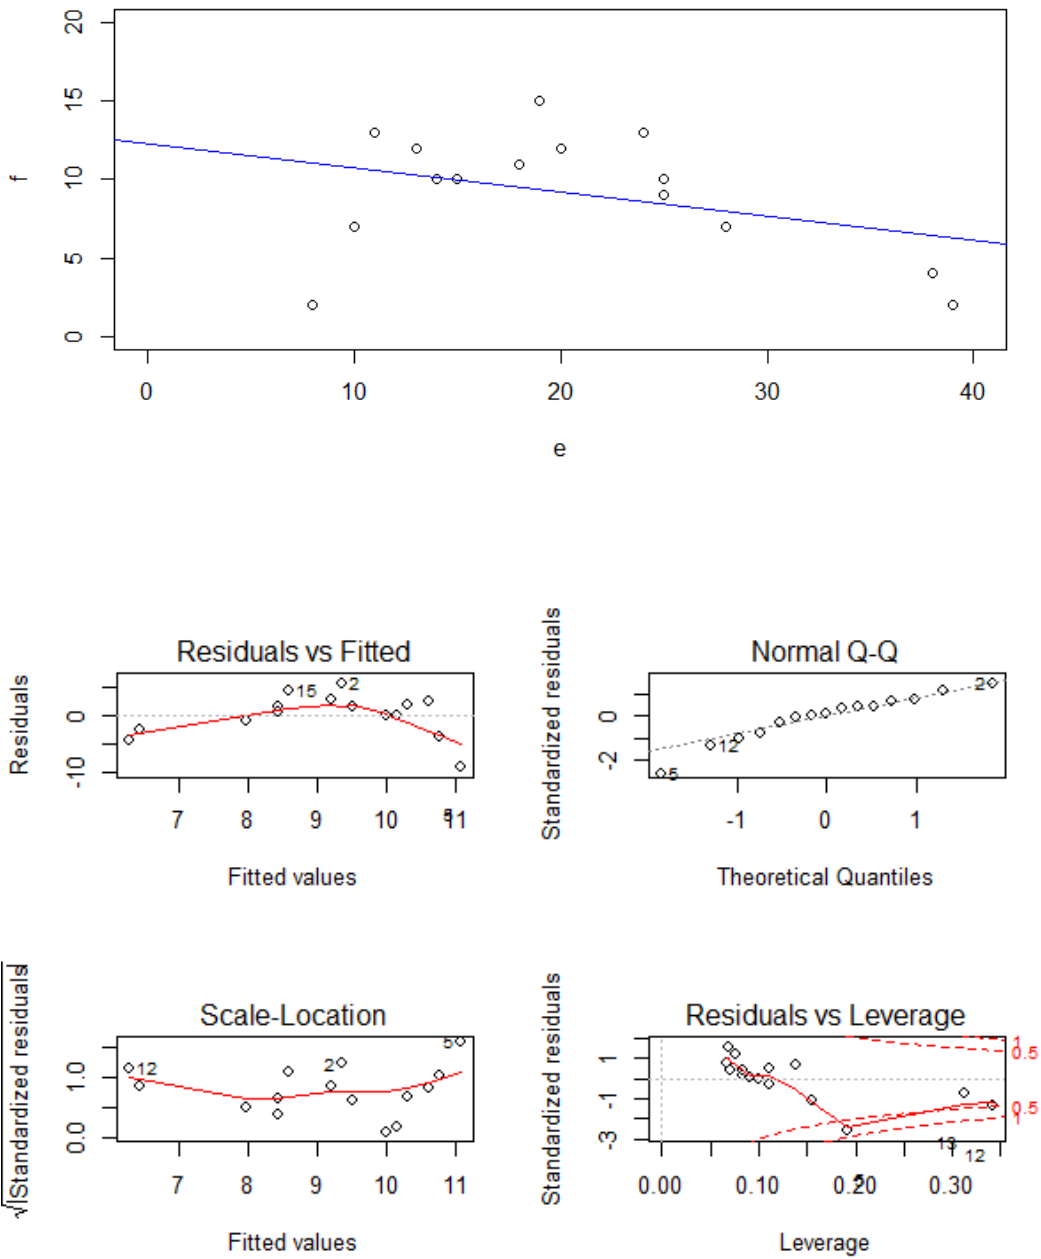 20
15
10
5
0
f
0 10 20 30 40
e
Residuals vs Fitted
Residuals
0
-10
15
2
5
7 8 9 10 11
Fitted values
Normal Q-Q
Standardized residuals
0
-2
2
12
5
-1 0 1
Theoretical Quantiles
Scale-Location
√|Standardized residuals|
1.0
0.0
12
2
5
7 8 9 10 11
Fitted values
Residuals vs Leverage
Standardized residuals
1
-1
-3
1
0.5
0.5
1
13
12
5
0.00 0.10 0.20 0.30
Leverage